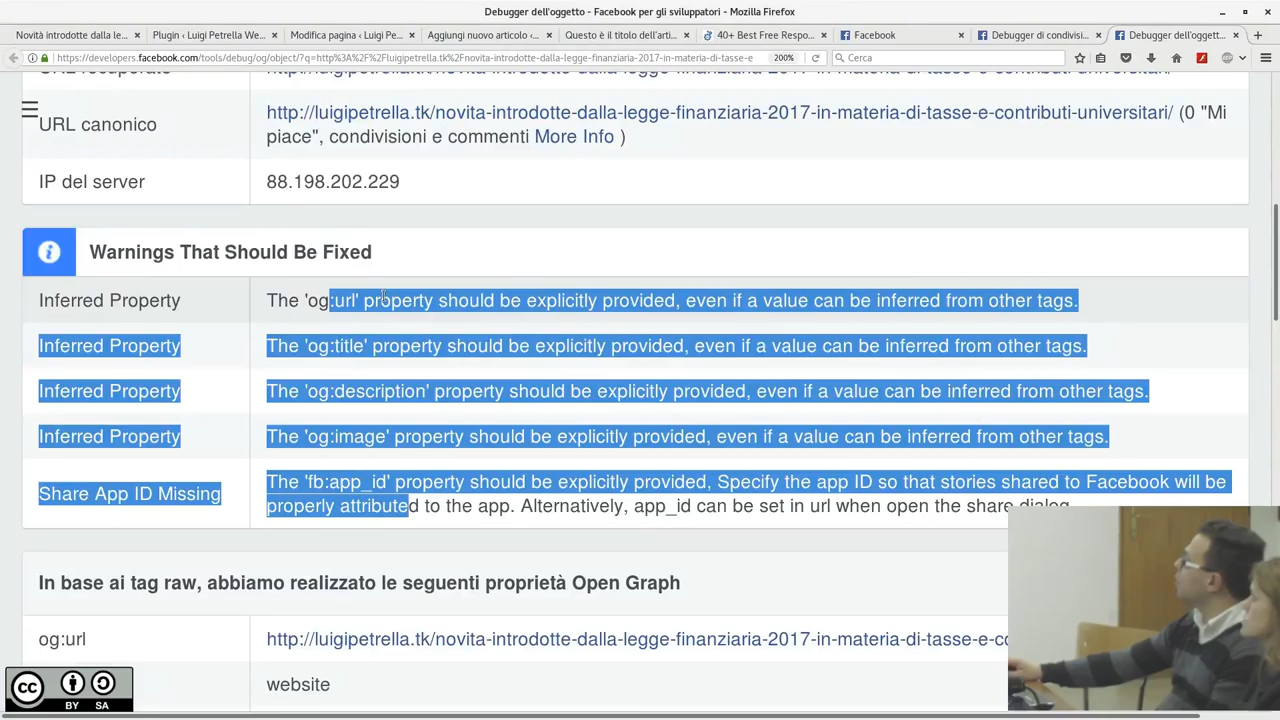 Debugger dell'oggetto - Facebook per gli sviluppatori - Mozilla Firefox
Novità introdotte dalla le...
Plugin ‹ Luigi Petrella We...
Modifica pagina ‹ Luigi Pe...
Aggiungi nuovo articolo ‹...
Questo è il titolo dell'arti...
40+ Best Free Respo...
Facebook
Debugger di condivisi...
Debugger dell'oggett...
https://developers.facebook.com/tools/debug/og/object/?q=http%3A%2F%2Fluigipetrella.tk%2Fnovita-introdotte-dalla-legge-finanziaria-2017-in-materia-di-tasse-e
200%
Cerca
URL canonico
http://luigipetrella.tk/novita-introdotte-dalla-legge-finanziaria-2017-in-materia-di-tasse-e-contributi-universitari/ (0 "Mi
piace", condivisioni e commenti More Info )
IP del server
88.198.202.229
Warnings That Should Be Fixed
Inferred Property
The 'og:url' property should be explicitly provided, even if a value can be inferred from other tags.
Inferred Property
The 'og:title' property should be explicitly provided, even if a value can be inferred from other tags.
Inferred Property
The 'og:description' property should be explicitly provided, even if a value can be inferred from other tags.
Inferred Property
The 'og:image' property should be explicitly provided, even if a value can be inferred from other tags.
Share App ID Missing
The 'fb:app_id' property should be explicitly provided, Specify the app ID so that stories shared to Facebook will be
properly attributed to the app. Alternatively, app_id can be set in url when open the share dialog.
In base ai tag raw, abbiamo realizzato le seguenti proprietà Open Graph
og:url
http://luigipetrella.tk/novita-introdotte-dalla-legge-finanziaria-2017-in-materia-di-tasse-e-co
website
cc
BY SA